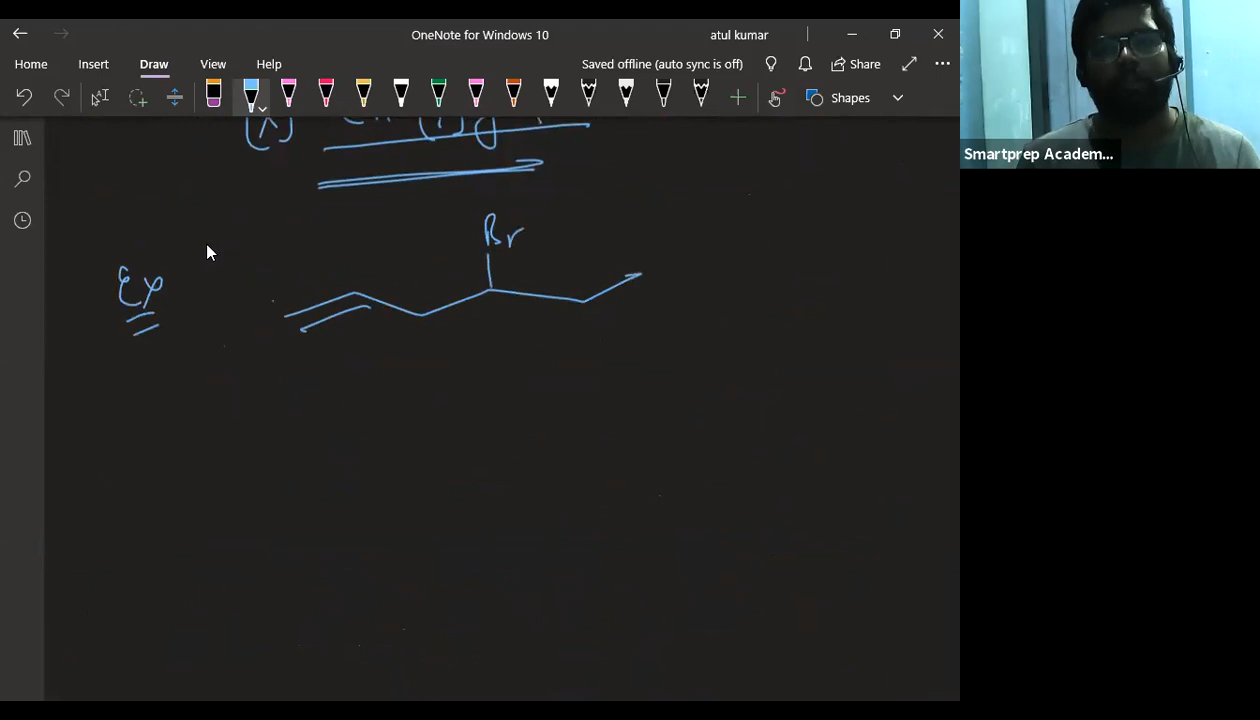 OneNote for Windows 10
atul kumar
Home Insert Draw View Help
Saved offline (auto sync is off)
Share
Shapes
Smartprep Academ...
Br
Ex